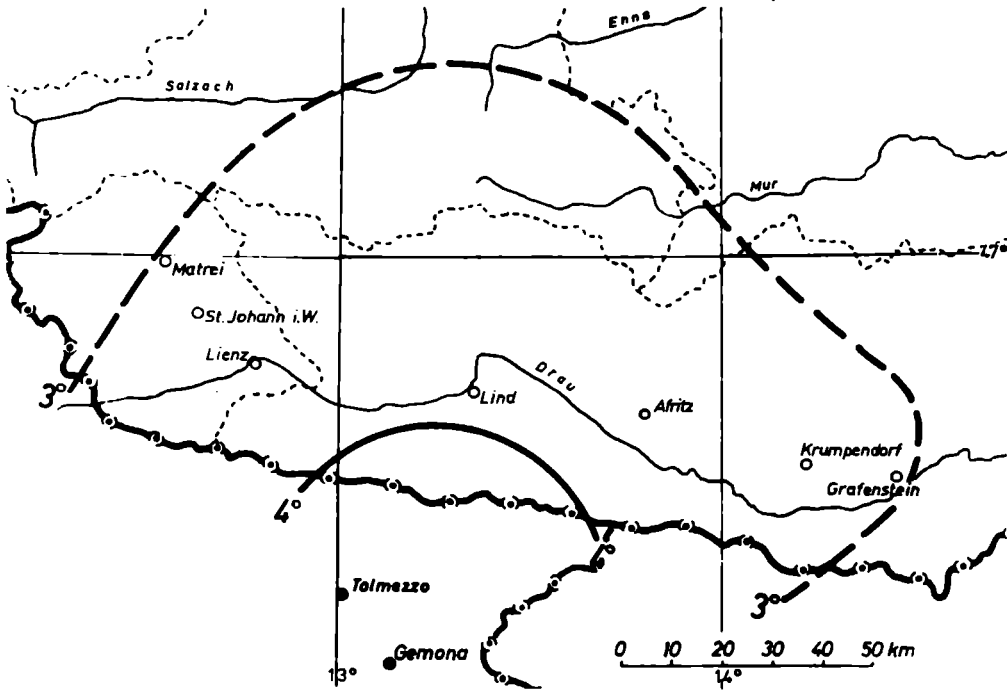 Enns
Salzach
Mur
47°
Matrei
St. Johann i.W.
Lienz
3°
Drau
Lind
Afritz
Krumpendorf
Grafenstein
4°
Tolmezzo
3°
Gemona
0 10 20 30 40 50 km
13°
14°